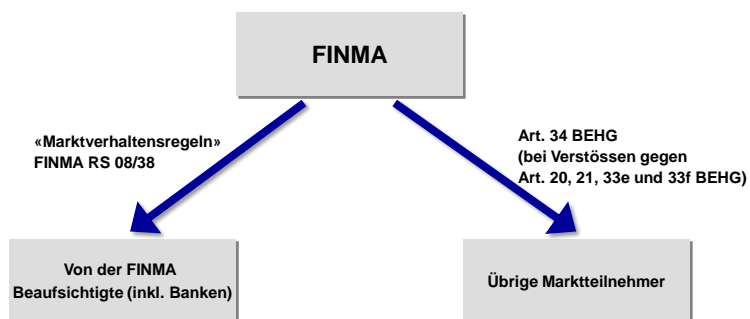 FINMA
«Marktverhaltensregeln»
FINMA RS 08/38
Art. 34 BEHG
(bei Verstössen gegen
Art. 20, 21, 33e und 33f BEHG)
Von der FINMA
Beaufsichtigte (inkl. Banken)
Übrige Marktteilnehmer